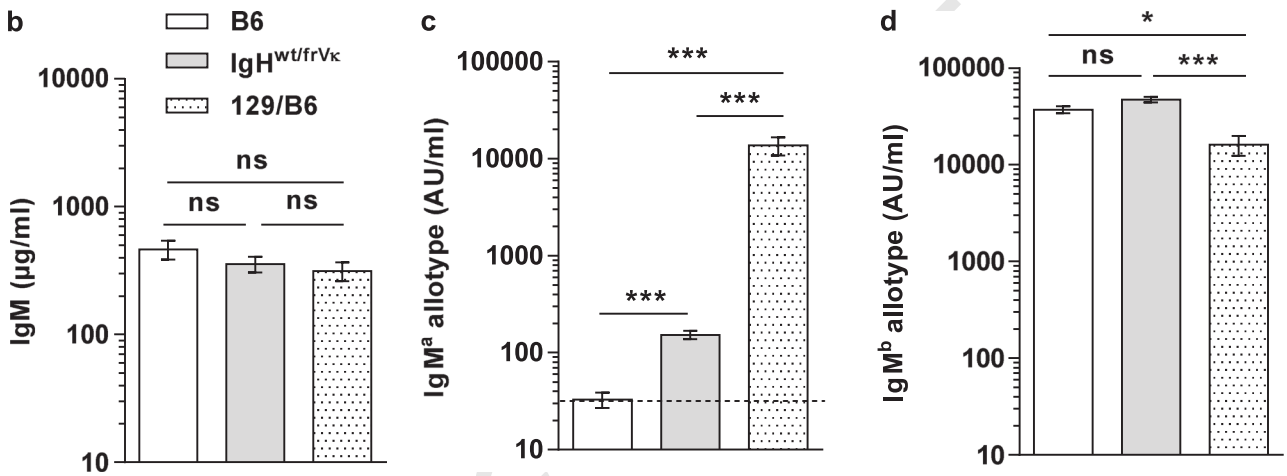 b
B6
IgH^wt/frVκ
129/B6
IgM (µg/ml)
10000
1000
100
10
ns
ns ns
c
IgM^a allotype (AU/ml)
100000
10000
1000
100
10
***
***
***
d
IgM^b allotype (AU/ml)
100000
10000
1000
100
10
*
ns ***